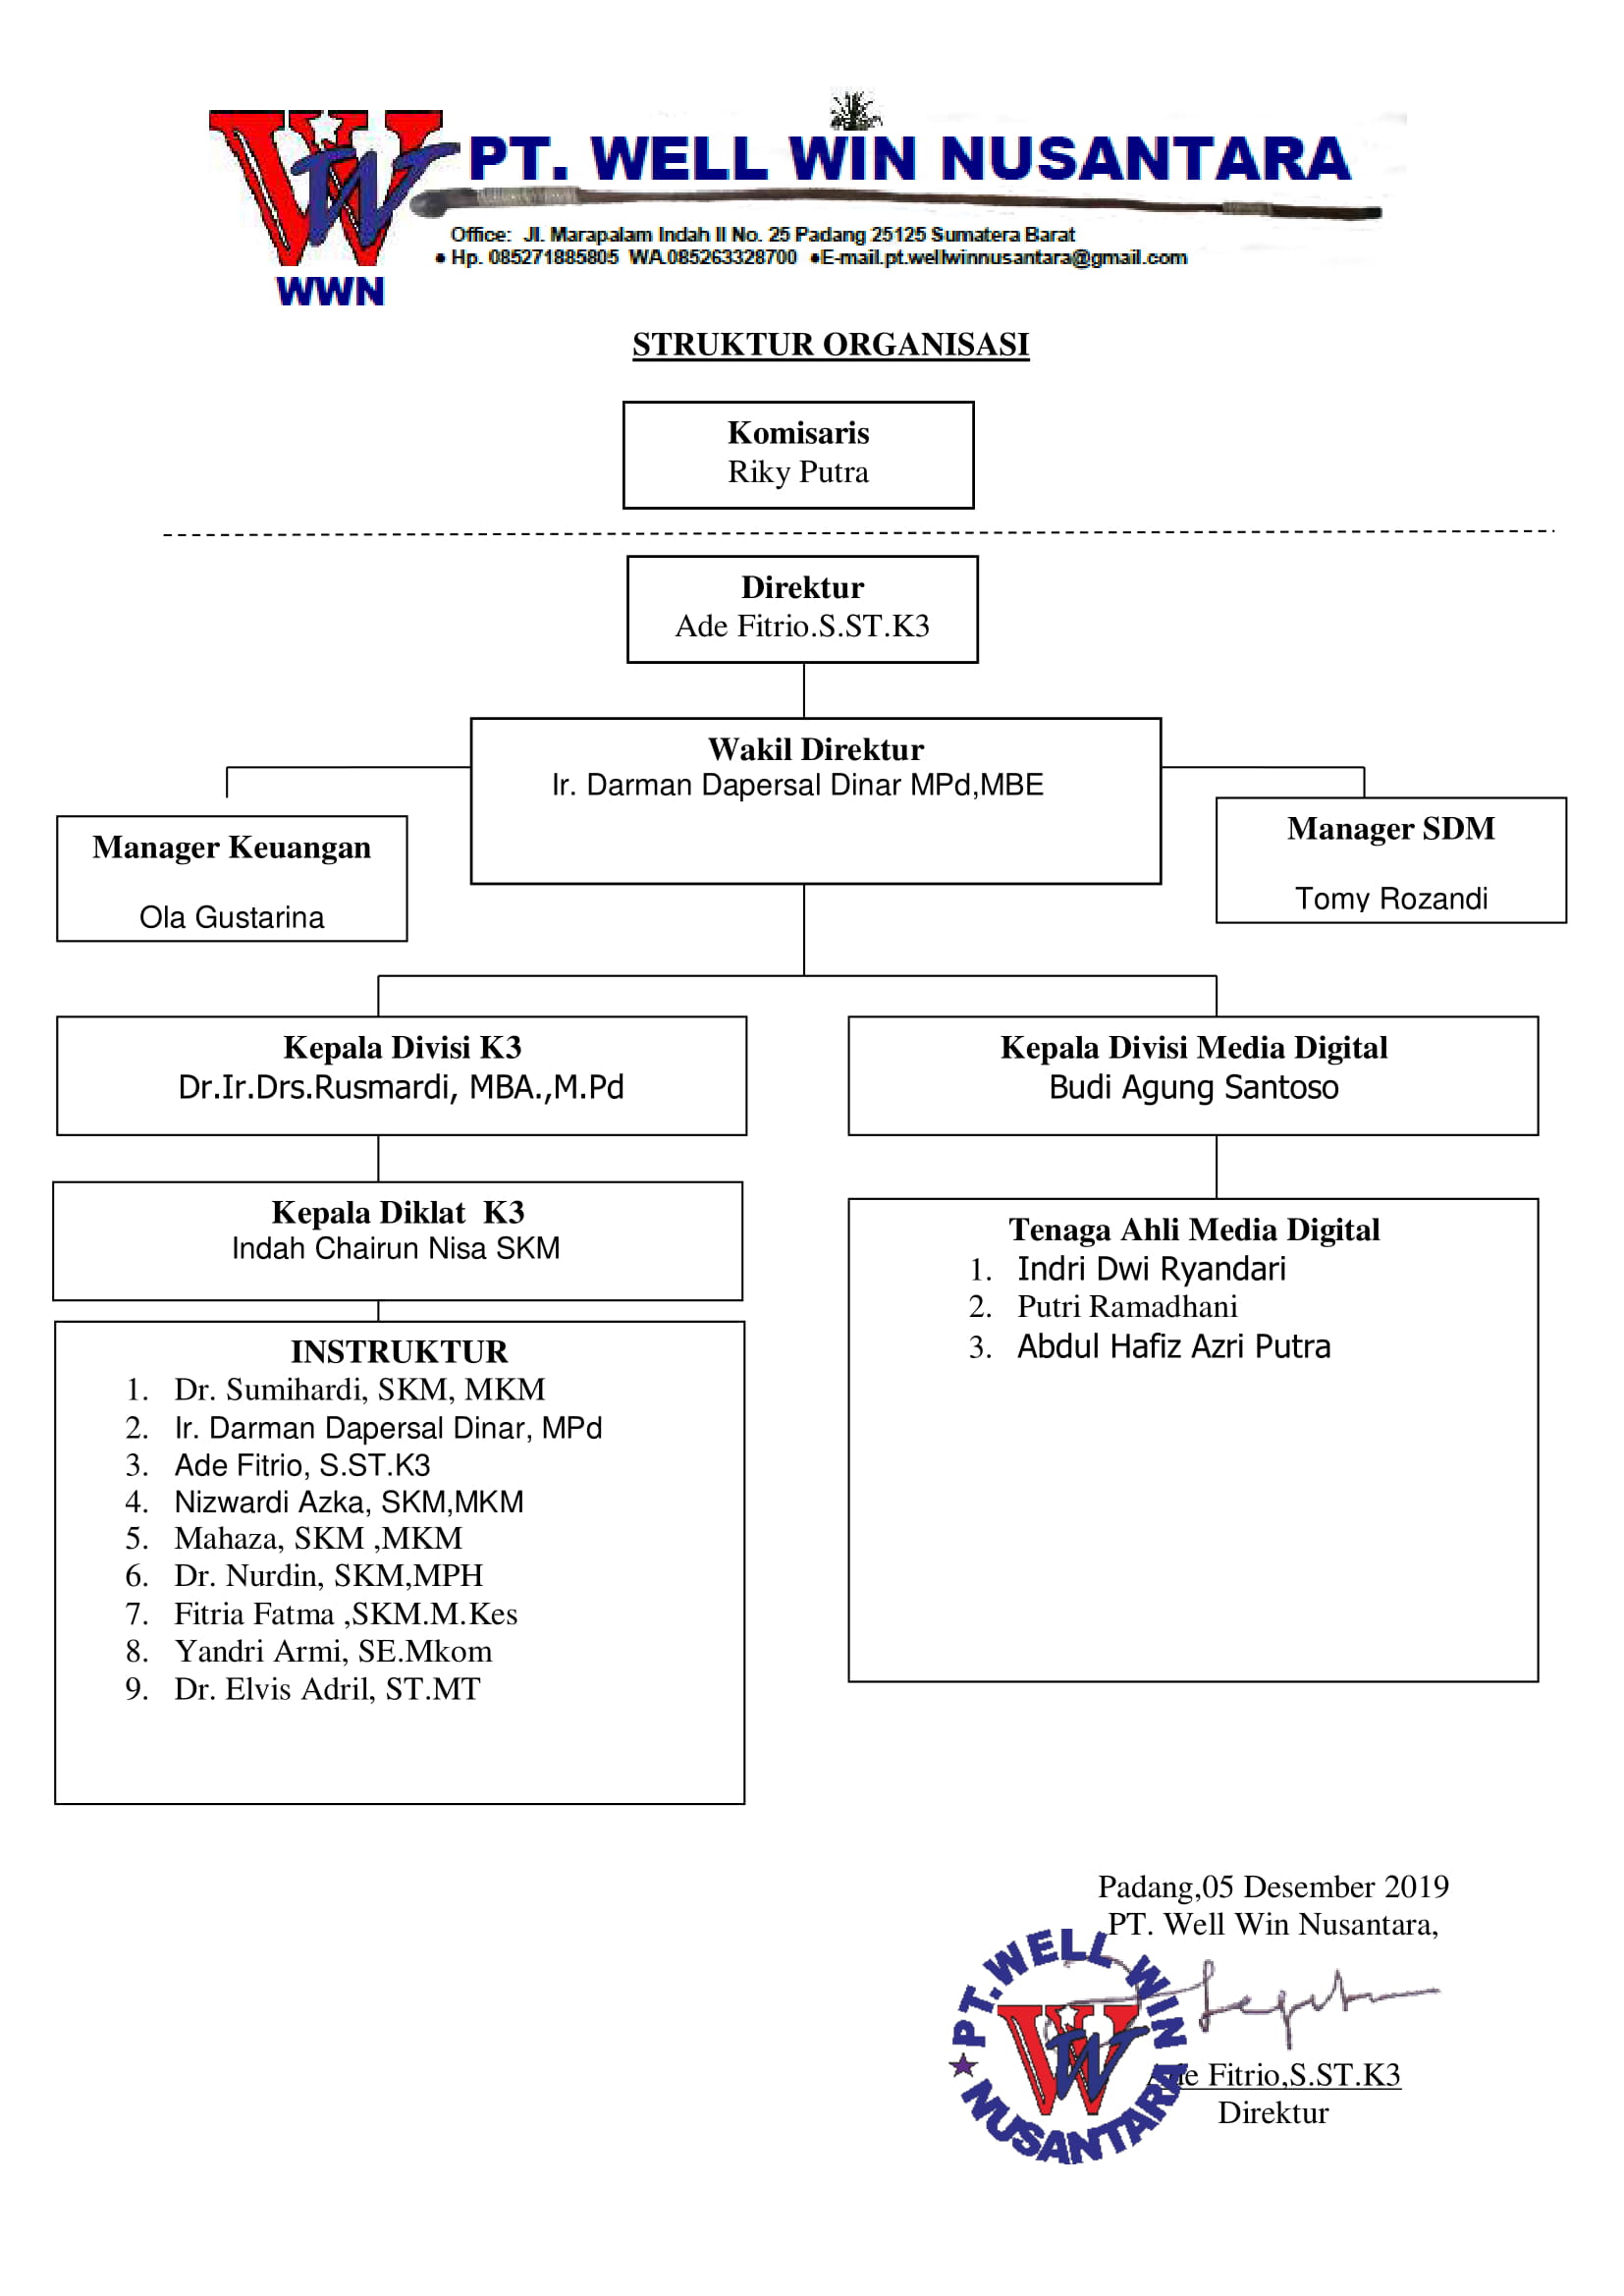 PT. WELL WIN NUSANTARA
Office: Jl. Marapalam Indah II No. 25 Padang 25125 Sumatera Barat
● Hp. 085271885805 WA.085263328700 ●E-mail.pt.wellwinnusantara@gmail.com
WWN
STRUKTUR ORGANISASI
Komisaris
Riky Putra
Direktur
Ade Fitrio.S.ST.K3
Wakil Direktur
Ir. Darman Dapersal Dinar MPd,MBE
Manager Keuangan
Ola Gustarina
Manager SDM
Tomy Rozandi
Kepala Divisi K3
Dr.Ir.Drs.Rusmardi, MBA.,M.Pd
Kepala Divisi Media Digital
Budi Agung Santoso
Kepala Diklat  K3
Indah Chairun Nisa SKM
Tenaga Ahli Media Digital
1. Indri Dwi Ryandari
2. Putri Ramadhani
3. Abdul Hafiz Azri Putra
INSTRUKTUR
1. Dr. Sumihardi, SKM, MKM
2. Ir. Darman Dapersal Dinar, MPd
3. Ade Fitrio, S.ST.K3
4. Nizwardi Azka, SKM,MKM
5. Mahaza, SKM ,MKM
6. Dr. Nurdin, SKM,MPH
7. Fitria Fatma ,SKM.M.Kes
8. Yandri Armi, SE.Mkom
9. Dr. Elvis Adril, ST.MT
Padang,05 Desember 2019
PT. Well Win Nusantara,
PT.WELL WIN NUSANTARA
Ade Fitrio,S.ST.K3
Direktur